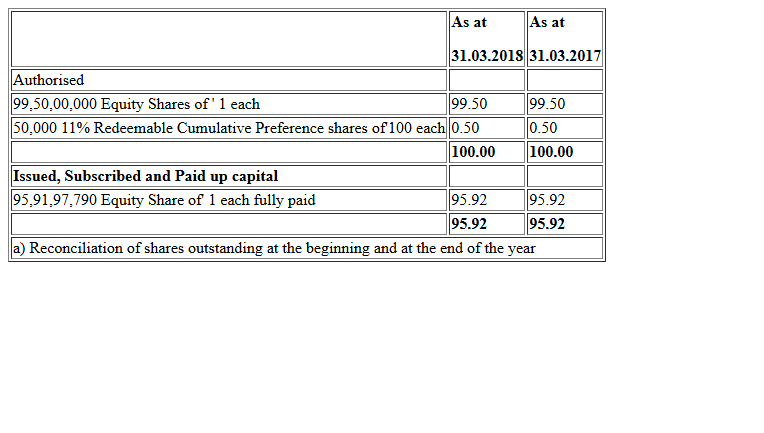 As at As at
31.03.2018 31.03.2017
Authorised
99,50,00,000 Equity Shares of ' 1 each 99.50 99.50
50,000 11% Redeemable Cumulative Preference shares of 100 each 0.50 0.50
100.00 100.00
Issued, Subscribed and Paid up capital
95,91,97,790 Equity Share of 1 each fully paid 95.92 95.92
95.92 95.92
a) Reconciliation of shares outstanding at the beginning and at the end of the year